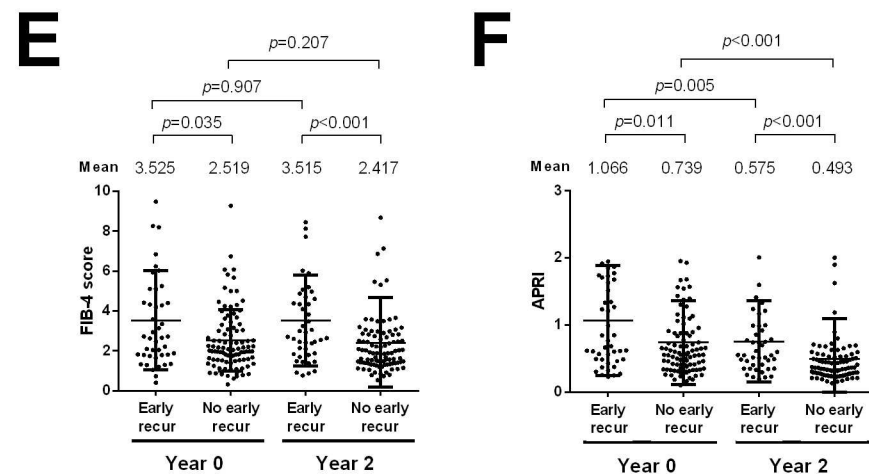 E
p=0.207
p=0.907
p=0.035 p<0.001
Mean 3.525 2.519 3.515 2.417
FIB-4 score
10
8
6
4
2
0
Early recur No early recur Early recur No early recur
Year 0 Year 2
F
p<0.001
p=0.005
p=0.011 p<0.001
Mean 1.066 0.739 0.575 0.493
APRI
3
2
1
0
Early recur No early recur Early recur No early recur
Year 0 Year 2